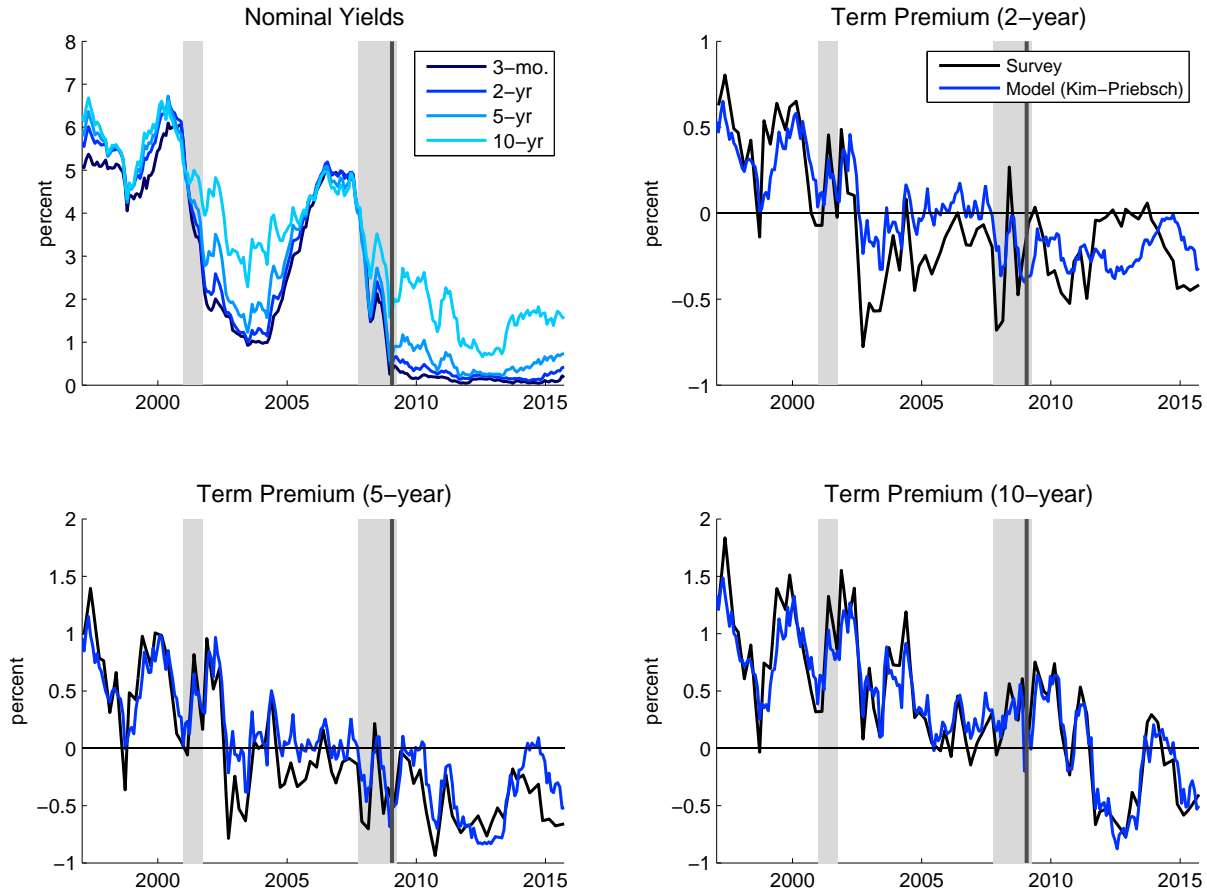 Nominal Yields
percent
8
7
6
5
4
3
2
1
0
2000 2005 2010 2015
3−mo.
2−yr
5−yr
10−yr
Term Premium (2−year)
percent
1
0.5
0
−0.5
−1
2000 2005 2010 2015
Survey
Model (Kim−Priebsch)
Term Premium (5−year)
percent
2
1.5
1
0.5
0
−0.5
−1
2000 2005 2010 2015
Term Premium (10−year)
percent
2
1.5
1
0.5
0
−0.5
−1
2000 2005 2010 2015